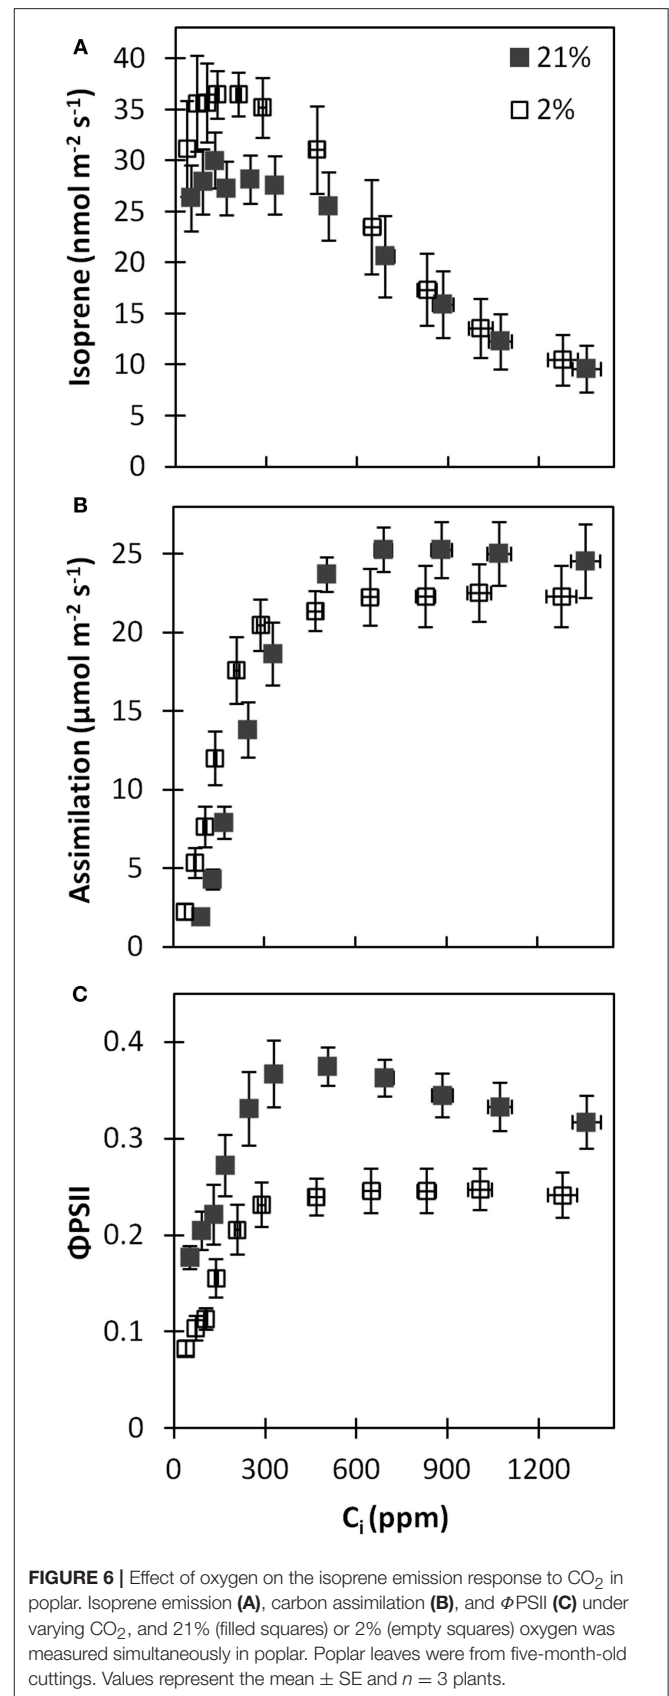 A
Isoprene (nmol m⁻² s⁻¹)
40
35
30
25
20
15
10
5
0
21%
2%
B
Assimilation (μmol m⁻² s⁻¹)
25
20
15
10
5
0
C
ΦPSII
0.4
0.3
0.2
0.1
0
0 300 600 900 1200
Cᵢ (ppm)
FIGURE 6 | Effect of oxygen on the isoprene emission response to CO₂ in
poplar. Isoprene emission (A), carbon assimilation (B), and ΦPSII (C) under
varying CO₂, and 21% (filled squares) or 2% (empty squares) oxygen was
measured simultaneously in poplar. Poplar leaves were from five-month-old
cuttings. Values represent the mean ± SE and n = 3 plants.